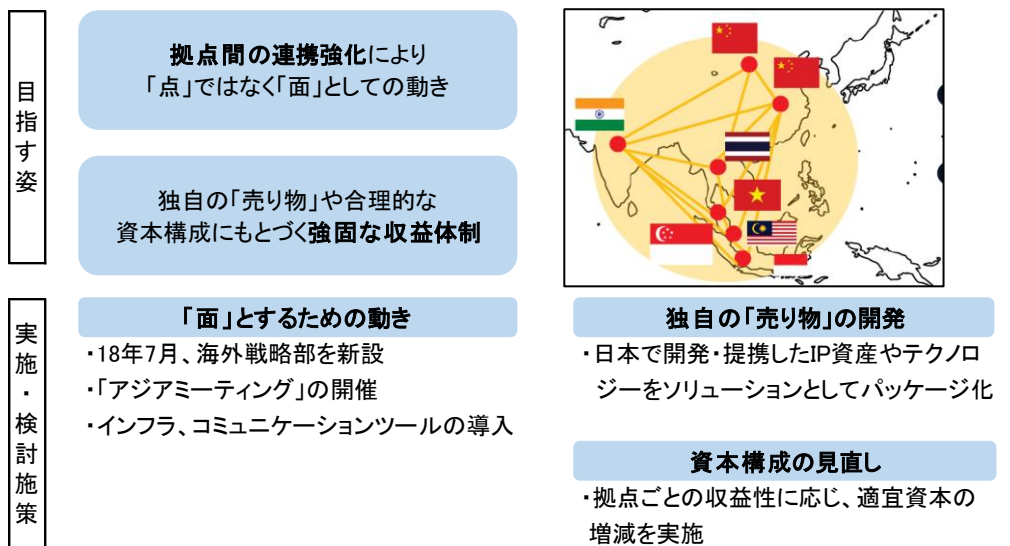 目指す姿
拠点間の連携強化により
「点」ではなく「面」としての動き
独自の「売り物」や合理的な
資本構成にもとづく強固な収益体制
実施・検討施策
「面」とするための動き
・18年7月、海外戦略部を新設
・「アジアミーティング」の開催
・インフラ、コミュニケーションツールの導入
独自の「売り物」の開発
・日本で開発・提携したIP資産やテクノロ
ジーをソリューションとしてパッケージ化
資本構成の見直し
・拠点ごとの収益性に応じ、適宜資本の
増減を実施